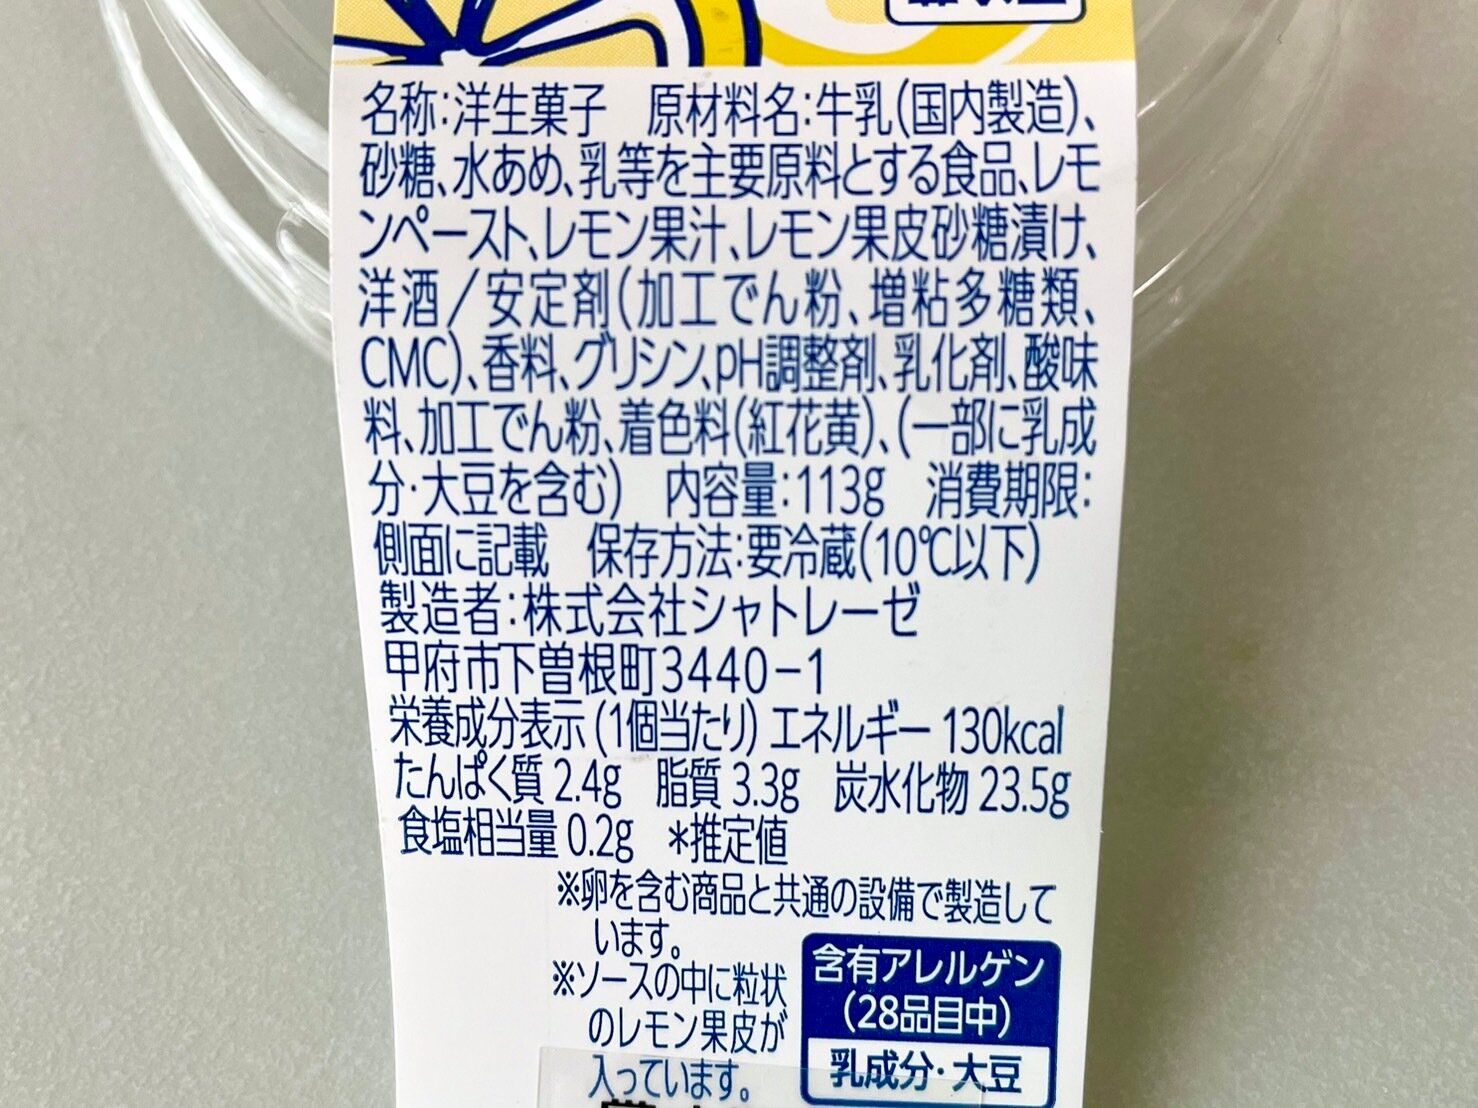 名称:洋生菓子　原材料名:牛乳(国内製造)、
砂糖、水あめ、乳等を主要原料とする食品、レモ
ンペースト、レモン果汁、レモン果皮砂糖漬け、
洋酒/安定剤(加工でん粉、増粘多糖類、
CMC)、香料、グリシン、pH調整剤、乳化剤、酸味
料、加工でん粉、着色料(紅花黄)、(一部に乳成
分・大豆を含む)　内容量:113g　消費期限:
側面に記載　保存方法:要冷蔵(10℃以下)
製造者:株式会社シャトレーゼ
甲府市下曽根町3440-1
栄養成分表示(1個当たり)エネルギー 130kcal
たんぱく質 2.4g　脂質 3.3g　炭水化物 23.5g
食塩相当量 0.2g　*推定値
※卵を含む商品と共通の設備で製造して
います。
※ソースの中に粒状
のレモン果皮が
入っています。
含有アレルゲン
(28品目中)
乳成分・大豆